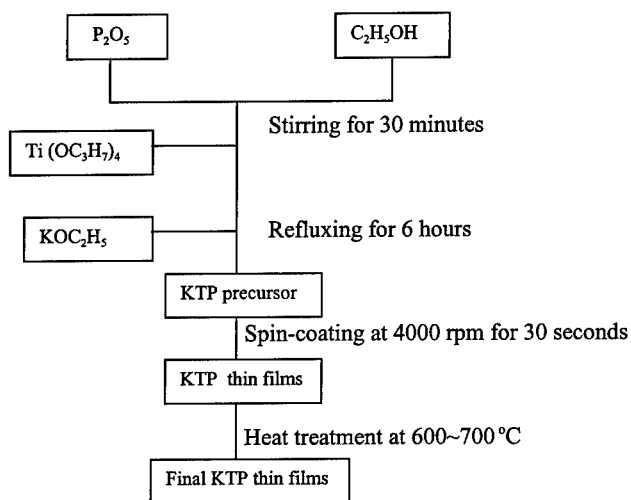 P₂O₅
C₂H₅OH
Stirring for 30 minutes
Ti (OC₃H₇)₄
Refluxing for 6 hours
KOC₂H₅
KTP precursor
Spin-coating at 4000 rpm for 30 seconds
KTP thin films
Heat treatment at 600~700 °C
Final KTP thin films